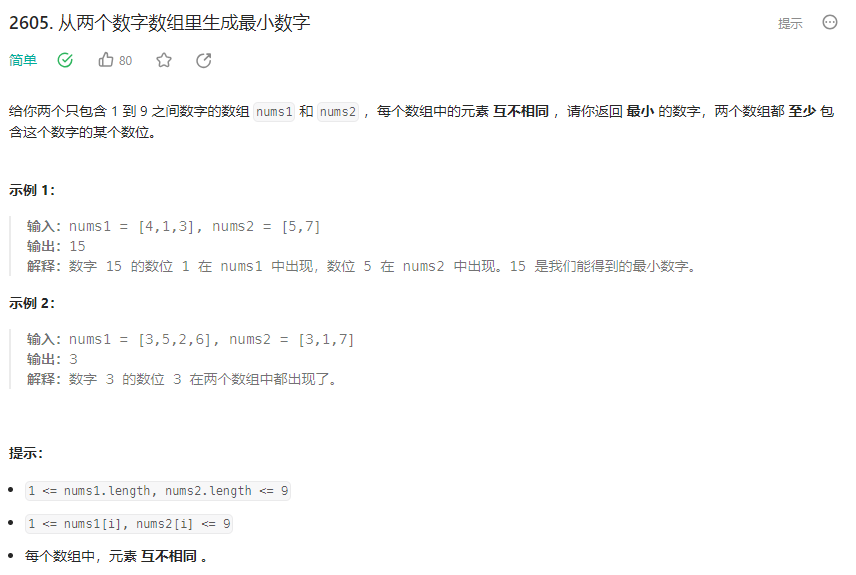 2605. 从两个数字数组里生成最小数字
提示
简单 80
给你两个只包含 1 到 9 之间数字的数组 nums1 和 nums2 ，每个数组中的元素 互不相同 ，请你返回 最小 的数字，两个数组都 至少 包
含这个数字的某个数位。
示例 1：
输入：nums1 = [4,1,3], nums2 = [5,7]
输出：15
解释：数字 15 的数位 1 在 nums1 中出现，数位 5 在 nums2 中出现。15 是我们能得到的最小数字。
示例 2：
输入：nums1 = [3,5,2,6], nums2 = [3,1,7]
输出：3
解释：数字 3 的数位 3 在两个数组中都出现了。
提示：
• 1 <= nums1.length, nums2.length <= 9
• 1 <= nums1[i], nums2[i] <= 9
• 每个数组中，元素 互不相同 。